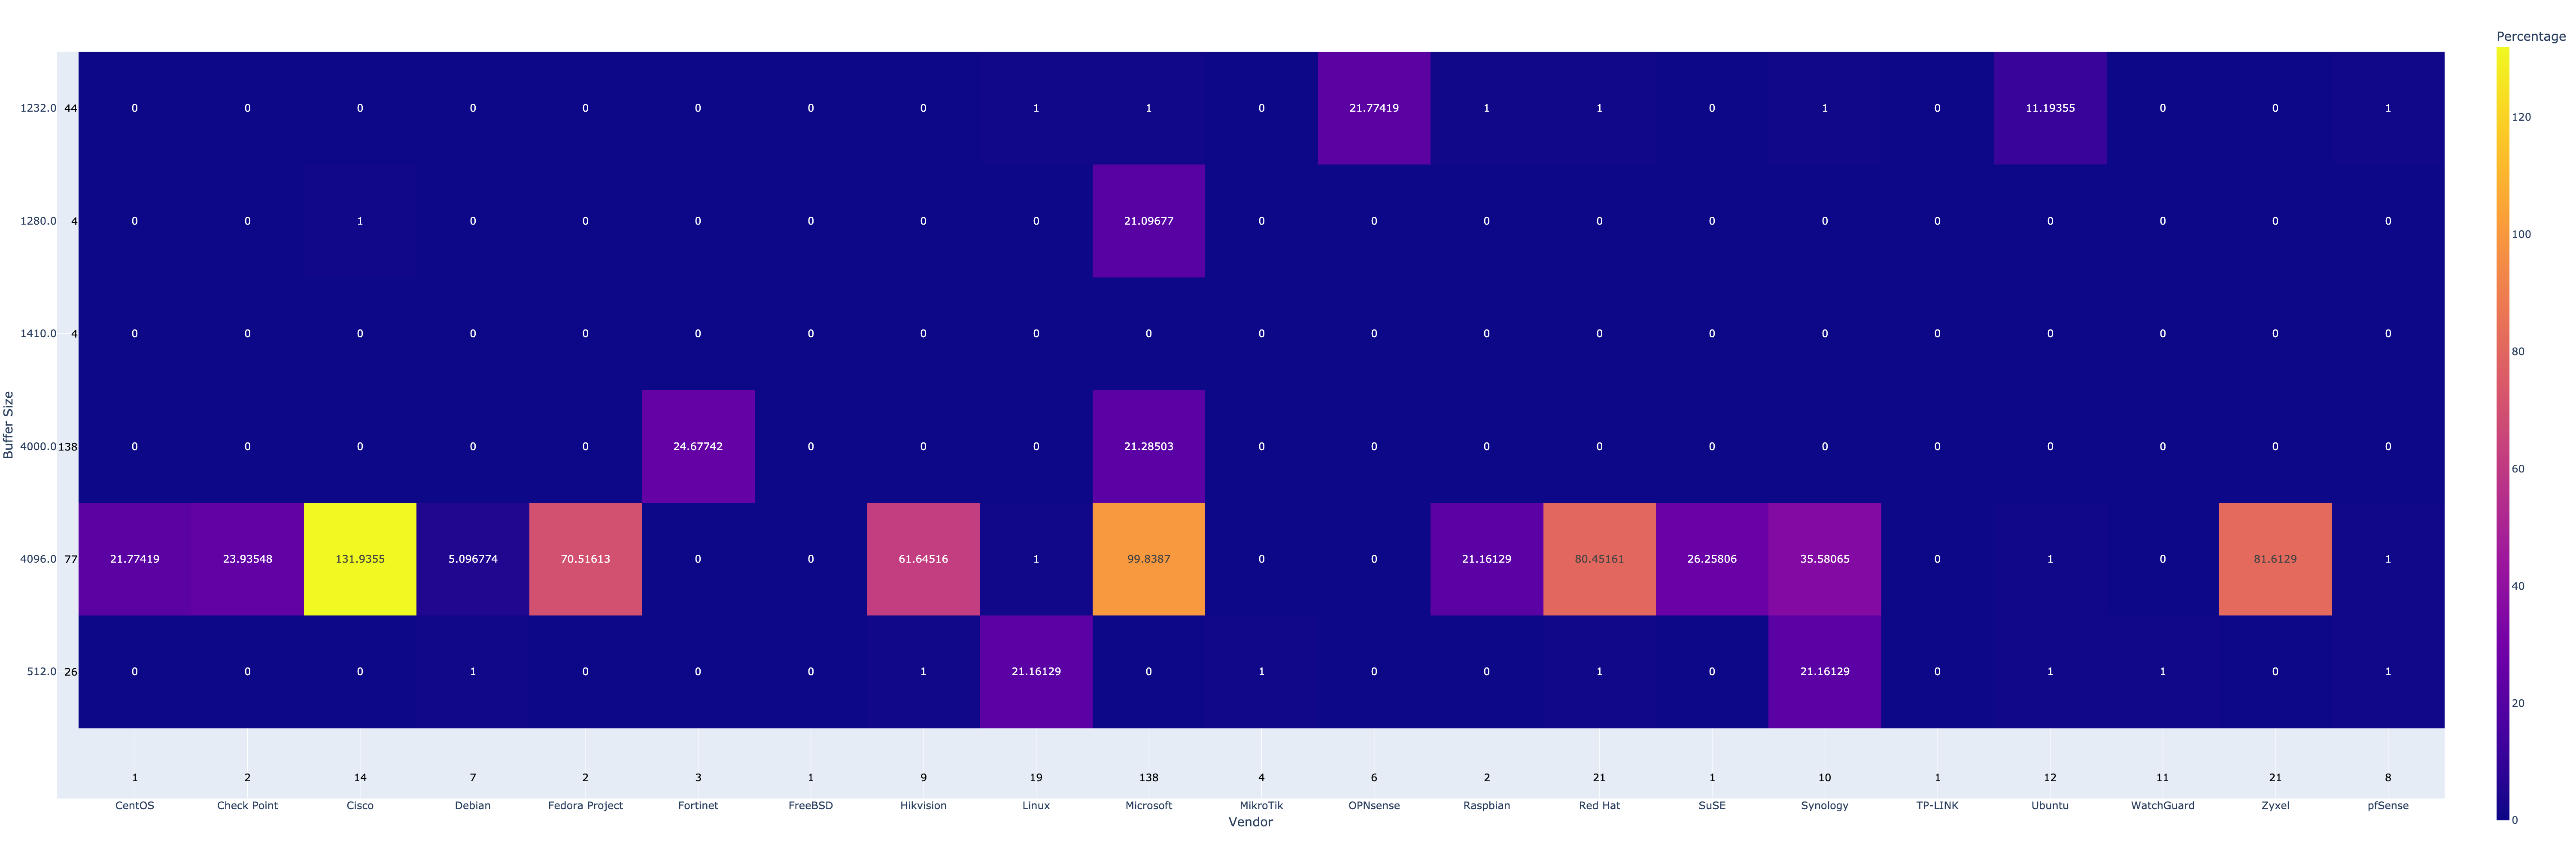 Percentage
1232.0 44 0 0 0 0 0 0 0 0 1 1 0 21.77419 1 1 0 1 0 11.19355 0 0 1
120
1280.0 4 0 0 1 0 0 0 0 0 0 21.09677 0 0 0 0 0 0 0 0 0 0 0
100
1410.0 4 0 0 0 0 0 0 0 0 0 0 0 0 0 0 0 0 0 0 0 0 0
80
Buffer Size
4000.0 138 0 0 0 0 0 24.67742 0 0 0 21.28503 0 0 0 0 0 0 0 0 0 0 0
60
4096.0 77 21.77419 23.93548 131.9355 5.096774 70.51613 0 0 61.64516 1 99.8387 0 0 21.16129 80.45161 26.25806 35.58065 0 1 0 81.6129 1
40
512.0 26 0 0 0 1 0 0 0 1 21.16129 0 1 0 0 1 0 21.16129 0 1 1 0 1
20
1 2 14 7 2 3 1 9 19 138 4 6 2 21 1 10 1 12 11 21 8
CentOS Check Point Cisco Debian Fedora Project Fortinet FreeBSD Hikvision Linux Microsoft MikroTik OPNsense Raspbian Red Hat SuSE Synology TP-LINK Ubuntu WatchGuard Zyxel pfSense
0
Vendor